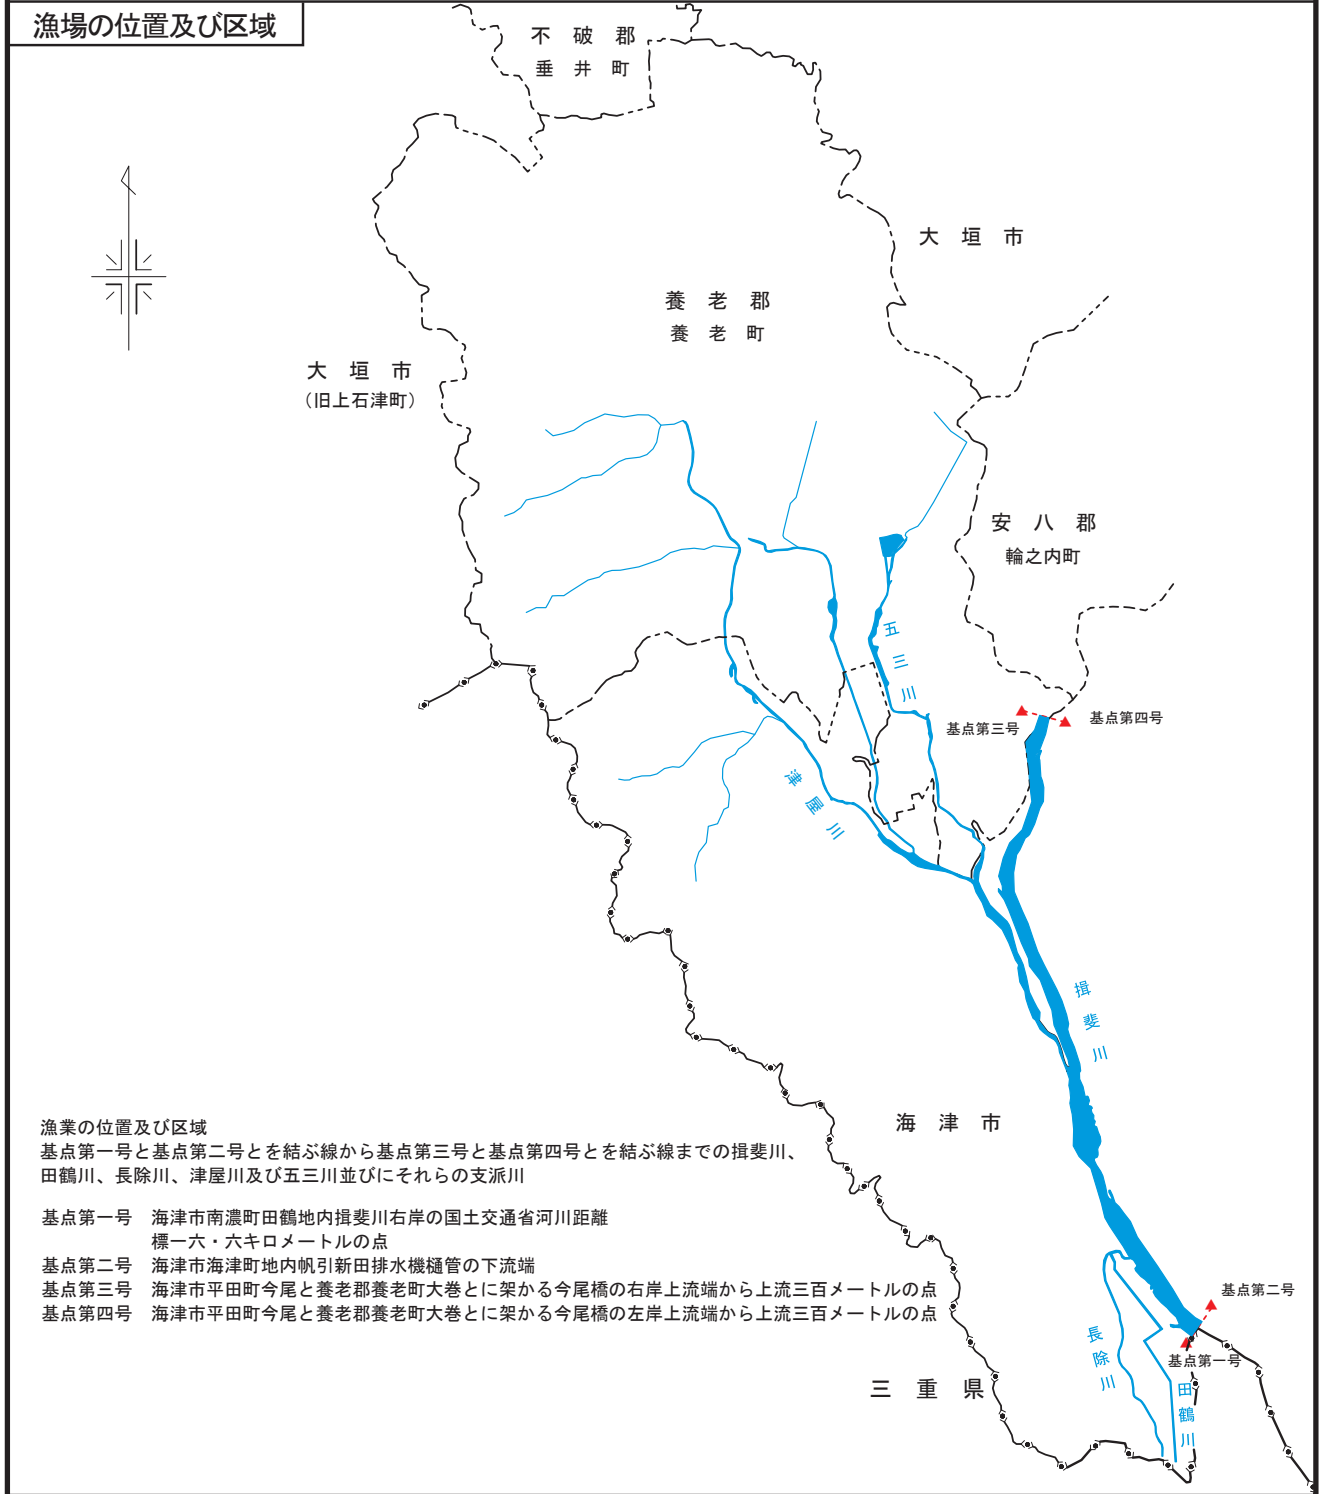 漁場の位置及び区域
不破郡
垂井町
大垣市
養老郡
養老町
大垣市
（旧上石津町）
安八郡
輪之内町
五三川
基点第三号
基点第四号
津屋川
揖斐川
海津市
漁業の位置及び区域
基点第一号と基点第二号とを結ぶ線から基点第三号と基点第四号とを結ぶ線までの揖斐川、
田鶴川、長除川、津屋川及び五三川並びにそれらの支派川
基点第一号　海津市南濃町田鶴地内揖斐川右岸の国土交通省河川距離
標一六・六キロメートルの点
基点第二号　海津市海津町地内帆引新田排水機樋管の下流端
基点第三号　海津市平田町今尾と養老郡養老町大巻とに架かる今尾橋の右岸上流端から上流三百メートルの点
基点第四号　海津市平田町今尾と養老郡養老町大巻とに架かる今尾橋の左岸上流端から上流三百メートルの点
基点第二号
長除川
基点第一号
三重県
田鶴川